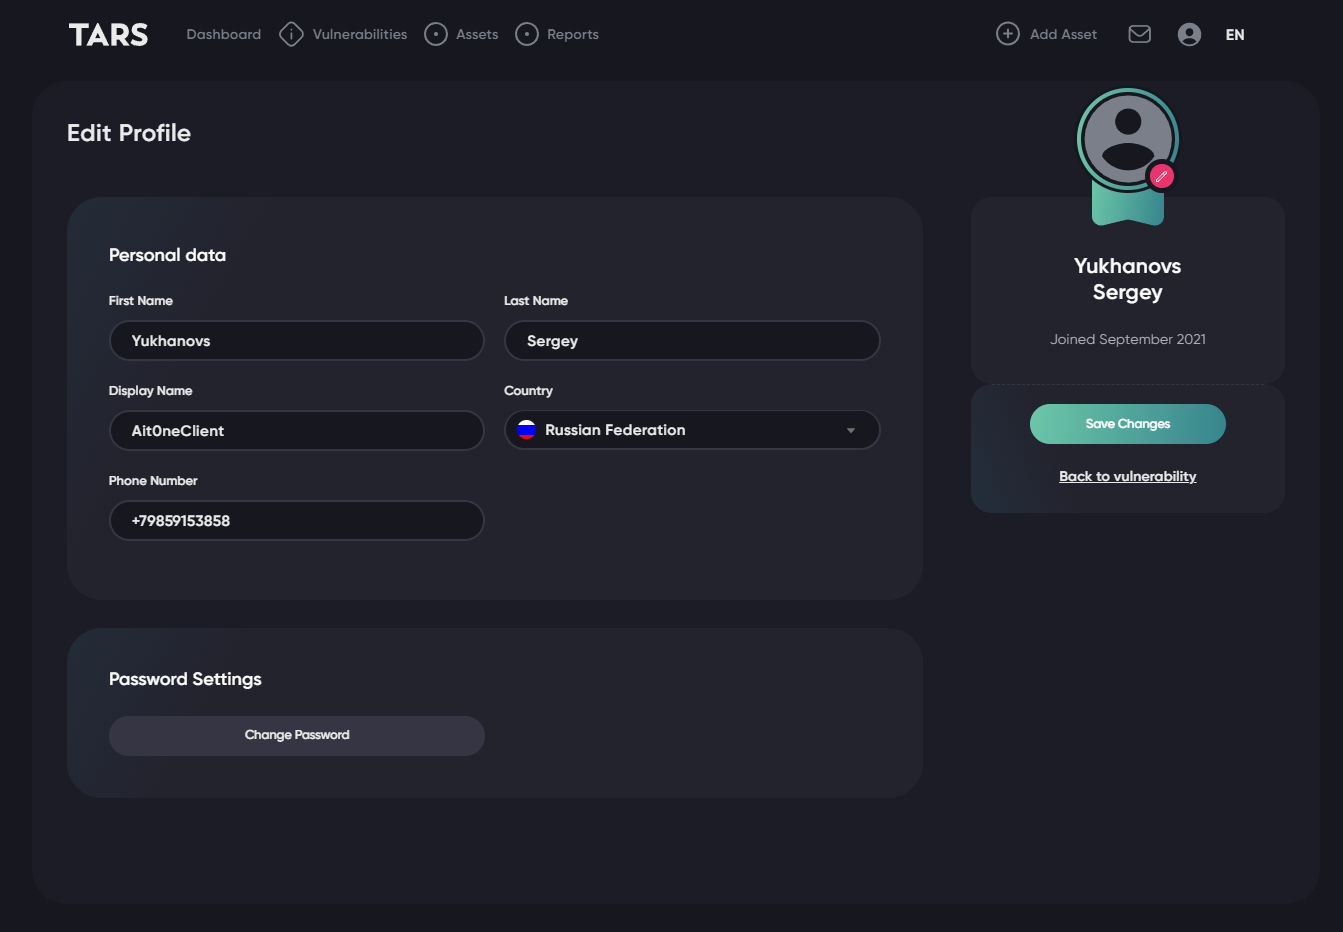 TARS
Dashboard
Vulnerabilities
Assets
Reports
Add Asset
EN
Edit Profile
Personal data
First Name
Last Name
Yukhanovs
Sergey
Display Name
Country
Ait0neClient
Russian Federation
Phone Number
+79859153858
Password Settings
Change Password
Yukhanovs
Sergey
Joined September 2021
Save Changes
Back to vulnerability